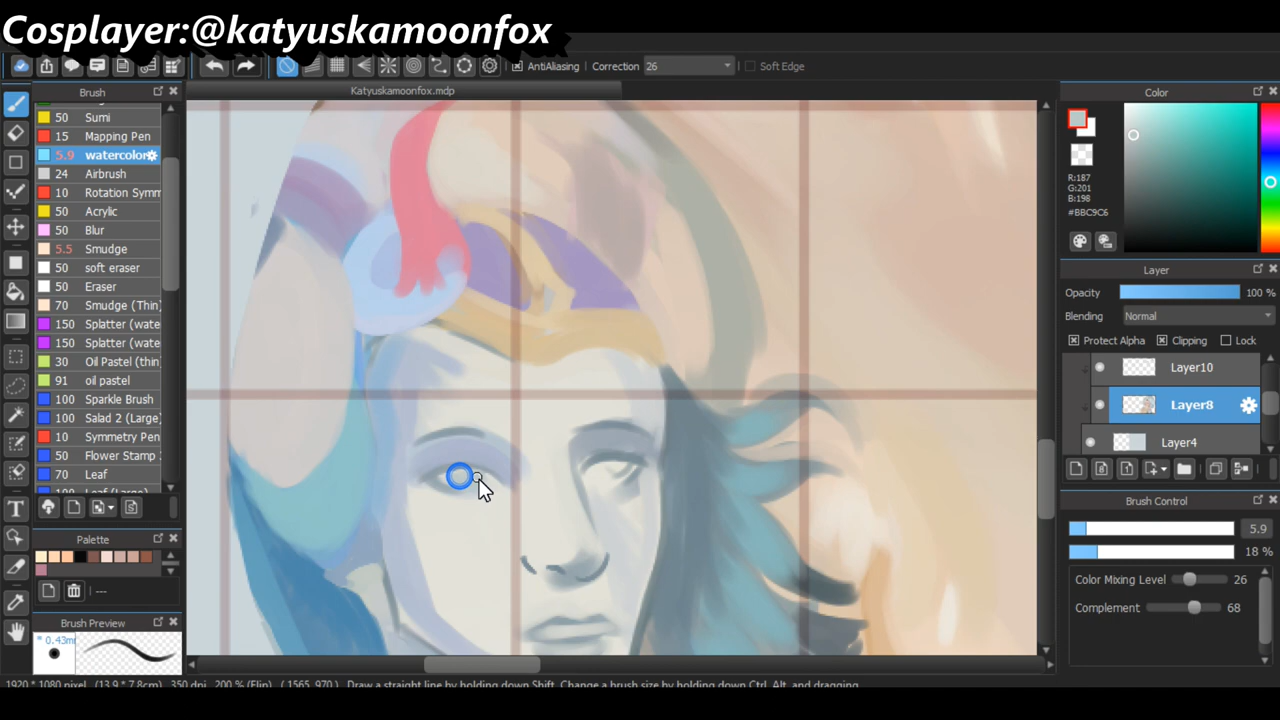 Cosplayer:@katyuskamoonfox
AntiAliasing Correction 26 Soft Edge
Brush
Katyuskamoonfox.mdp
Color
50 Sumi
15 Mapping Pen
5.9 watercolor
24 Airbrush
10 Rotation Symm
50 Acrylic
50 Blur
5.5 Smudge
50 soft eraser
50 Eraser
70 Smudge (Thin)
150 Splatter (wate
150 Splatter (wate
30 Oil Pastel (thin
91 oil pastel
100 Sparkle Brush
100 Salad 2 (Large)
10 Symmetry Pen
50 Flower Stamp
70 Leaf
100 Leaf (Large)
R:187
G:201
B:198
#BBC9C6
Layer
Opacity 100 %
Blending Normal
Protect Alpha Clipping Lock
Layer10
Layer8
Layer4
Brush Control
5.9
18 %
Color Mixing Level 26
Complement 68
T
Palette
---
Brush Preview
* 0.43mm
1920 * 1080 pixel (13.9 * 7.8cm) 350 dpi 200 % (Flip) ( 1565, 970 ) Draw a straight line by holding down Shift, Change a brush size by holding down Ctrl, Alt, and dragging